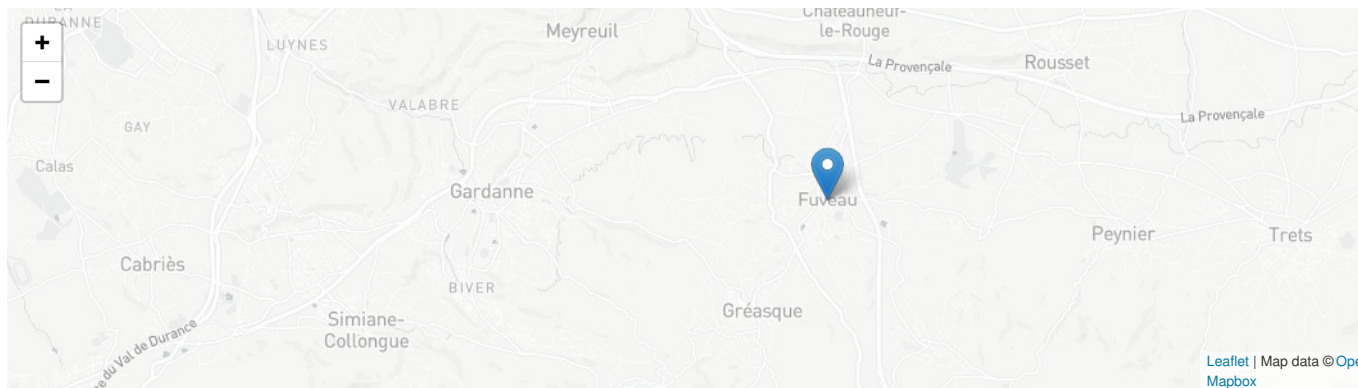 DURANNE
+
−
LUYNES
Meyreuil
Châteauneuf-
le-Rouge
La Provençale
Rousset
VALABRE
GAY
La Provençale
Calas
Gardanne
Fuveau
Peynier
Trets
Cabriès
BIVER
Gréasque
Simiane-
Collongue
du Val de Durance
Leaflet | Map data © Ope
Mapbox